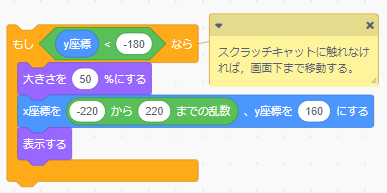 もし y座標 < -180 なら
大きさを 50 %にする
x座標を -220 から 220 までの乱数 、y座標を 160 にする
表示する
スクラッチキャットに触れなけ
れば，画面下まで移動する。